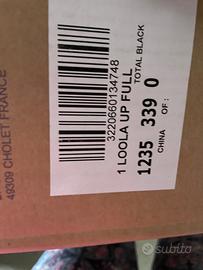 49309 CHOLET FRANCE
3220660134748
1 LOOLA UP FULL
TOTAL BLACK
1235 339 0
CHINA OF :
subito